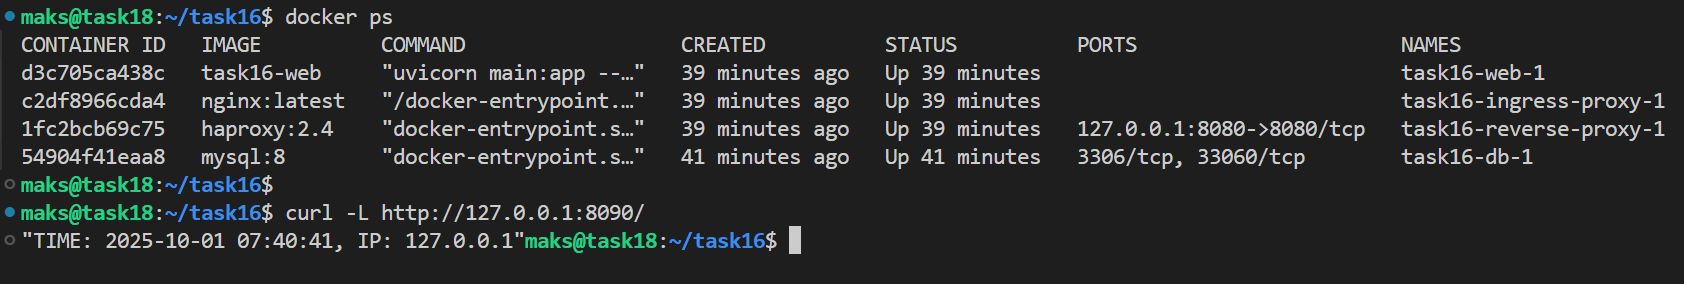 maks@task18:~/task16$ docker ps
CONTAINER ID   IMAGE          COMMAND                  CREATED          STATUS          PORTS                      NAMES
d3c705ca438c   task16-web     "uvicorn main:app --…"   39 minutes ago   Up 39 minutes                              task16-web-1
c2df8966cda4   nginx:latest   "/docker-entrypoint.…"   39 minutes ago   Up 39 minutes                              task16-ingress-proxy-1
1fc2bcb69c75   haproxy:2.4    "docker-entrypoint.s…"   39 minutes ago   Up 39 minutes   127.0.0.1:8080->8080/tcp   task16-reverse-proxy-1
54904f41eaa8   mysql:8        "docker-entrypoint.s…"   41 minutes ago   Up 41 minutes   3306/tcp, 33060/tcp        task16-db-1
maks@task18:~/task16$
maks@task18:~/task16$ curl -L http://127.0.0.1:8090/
"TIME: 2025-10-01 07:40:41, IP: 127.0.0.1"maks@task18:~/task16$